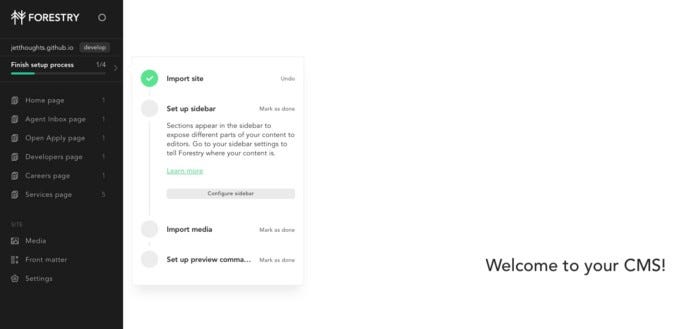 FORESTRY
jetthoughts.github.io develop
Finish setup process 1/4
Home page 1
Agent Inbox page 1
Open Apply page 1
Developers page 1
Careers page 1
Services page 5
SITE
Media
Front matter
Settings
Import site Undo
Set up sidebar Mark as done
Sections appear in the sidebar to
expose different parts of your content to
editors. Go to your sidebar settings to
tell Forestry where your content is.
Learn more
Configure sidebar
Import media Mark as done
Set up preview comma... Mark as done
Welcome to your CMS!